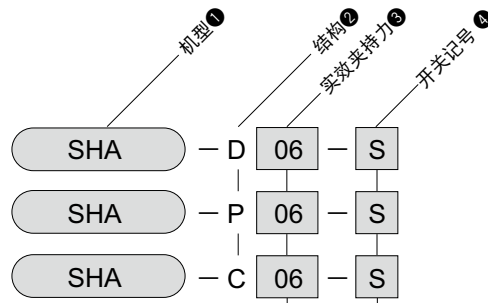 机型❶
结构❷
实效夹持力❸
开关记号❹
SHA — D 06 — S
SHA — P 06 — S
SHA — C 06 — S